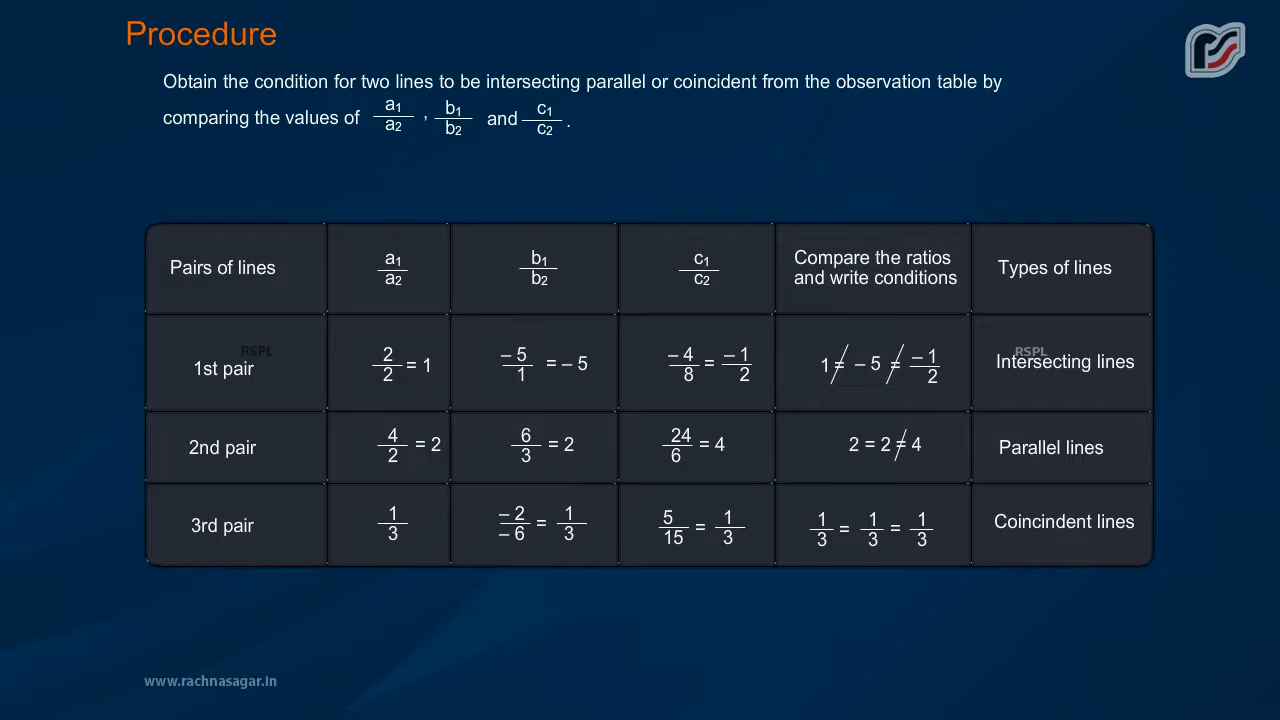 Procedure
Obtain the condition for two lines to be intersecting parallel or coincident from the observation table by
comparing the values of a1/a2 , b1/b2 and c1/c2 .
Pairs of lines a1/a2 b1/b2 c1/c2 Compare the ratios
and write conditions Types of lines
RSPL RSPL
1st pair 2/2 = 1 –5/1 = –5 –4/8 = –1/2 1 ≠ –5 ≠ –1/2 Intersecting lines
2nd pair 4/2 = 2 6/3 = 2 24/6 = 4 2 = 2 ≠ 4 Parallel lines
3rd pair 1/3 –2/–6 = 1/3 5/15 = 1/3 1/3 = 1/3 = 1/3 Coincindent lines
www.rachnasagar.in